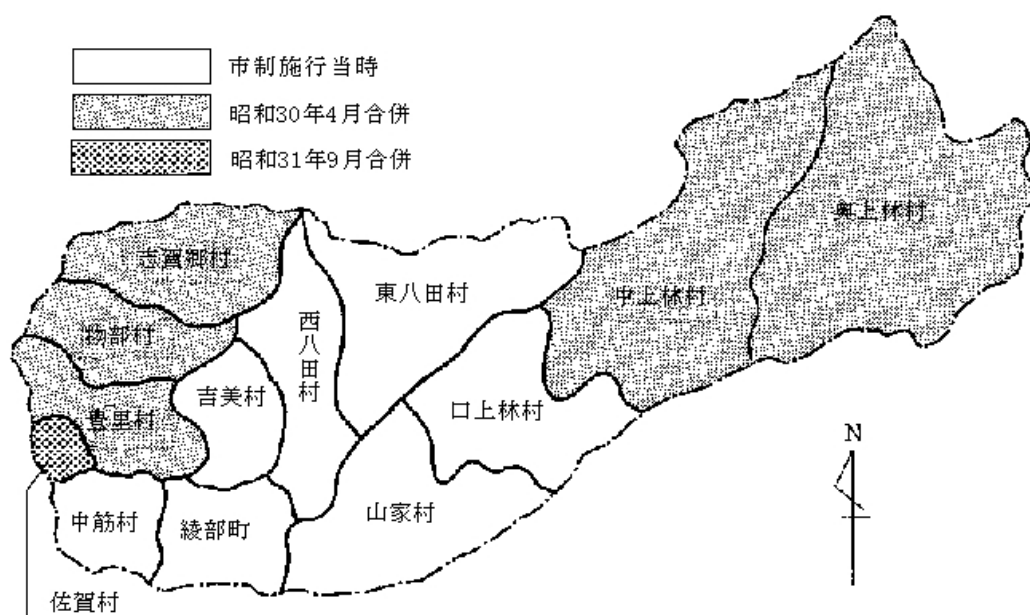 市制施行当時
昭和30年4月合併
昭和31年9月合併
奥上林村
志賀郷村
東八田村
中上林村
物部村
西八田村
吉美村
口上林村
豊里村
山家村
中筋村
綾部町
佐賀村
N